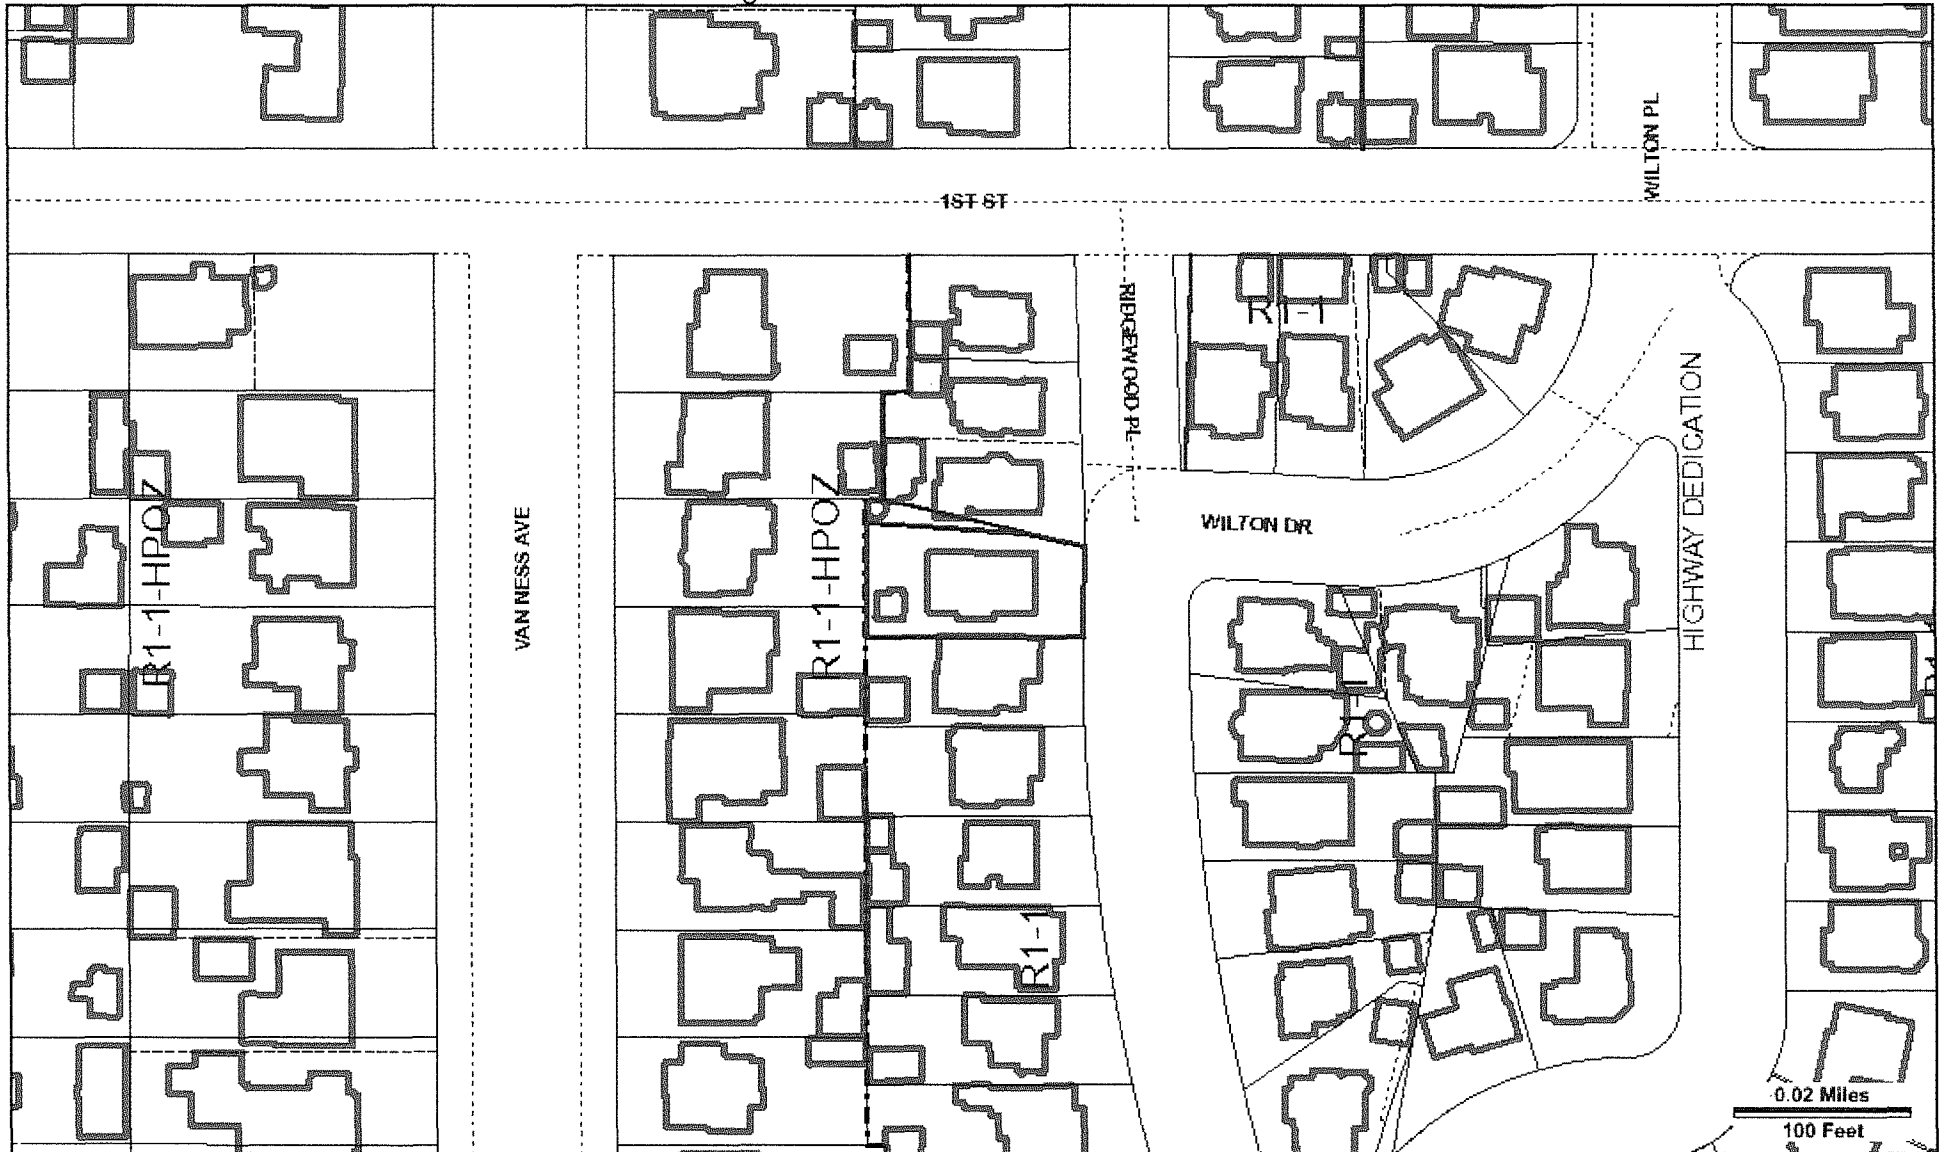 WILTON PL
1ST ST
RIDGEWOOD PL
R1-1
HIGHWAY DEDICATION
R1-1-HPOZ
R1-1-HPOZ
VAN NESS AVE
WILTON DR
R1-1
R1-1
0.02 Miles
100 Feet